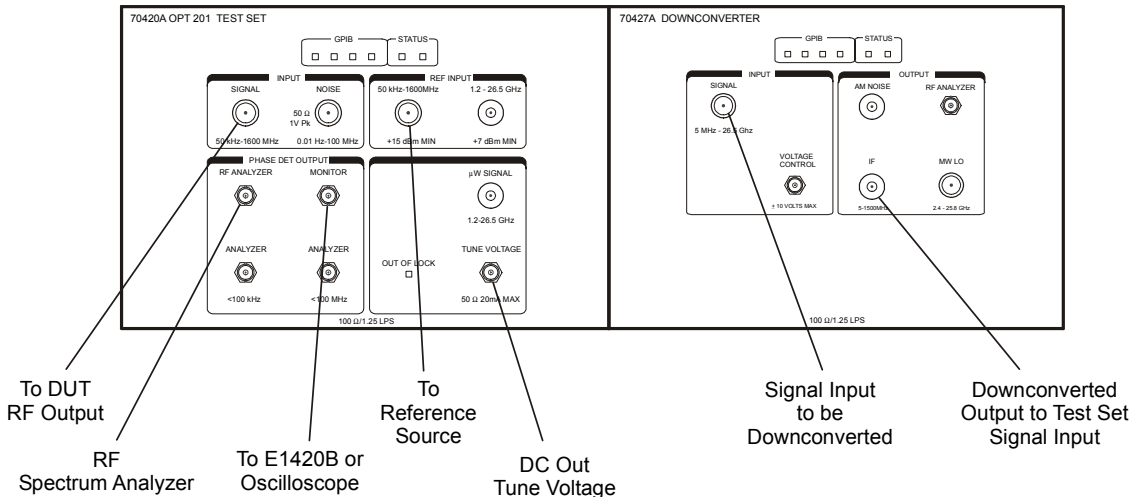 70420A OPT 201 TEST SET
GPIB
STATUS
INPUT
SIGNAL
NOISE
50 Ω
1V Pk
50 kHz-1600 MHz
0.01 Hz-100 MHz
REF INPUT
50 kHz-1600MHz
1.2 - 26.5 GHz
+15 dBm MIN
+7 dBm MIN
PHASE DET OUTPUT
RF ANALYZER
MONITOR
ANALYZER
ANALYZER
<100 kHz
<100 MHz
µW SIGNAL
1.2-26.5 GHz
OUT OF LOCK
TUNE VOLTAGE
50 Ω 20mA MAX
100 Ω/1.25 LPS
70427A DOWNCONVERTER
GPIB
STATUS
INPUT
SIGNAL
5 MHz - 26.5 Ghz
VOLTAGE
CONTROL
± 10 VOLTS MAX
OUTPUT
AM NOISE
RF ANALYZER
IF
MW LO
5-1500MHz
2.4 - 25.8 GHz
100 Ω/1.25 LPS
To DUT
RF Output
RF
Spectrum Analyzer
To E1420B or
Oscilloscope
To
Reference
Source
DC Out
Tune Voltage
Signal Input
to be
Downconverted
Downconverted
Output to Test Set
Signal Input